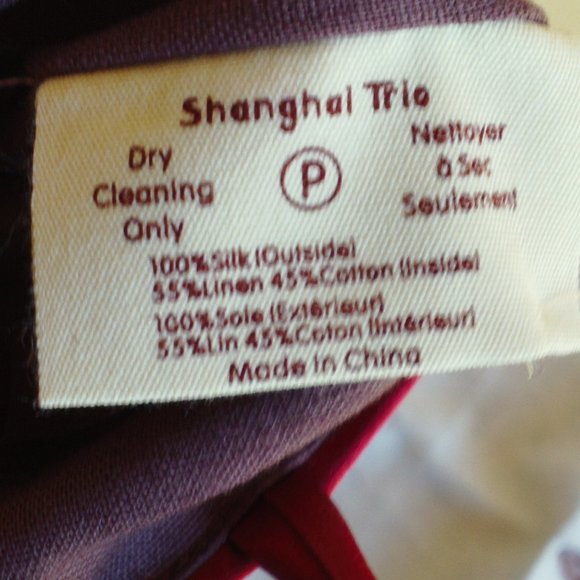 Shanghai Trio
Dry
Cleaning
Only
P
Nettoyer
à Sec
Seulement
100%Silk (Outside)
55%Linen 45%Cotton (Inside)
100%Soie (Extérieur)
55%Lin 45%Coton (Intérieur)
Made in China